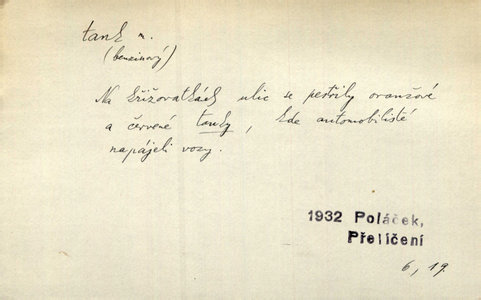 tank m.
(benzinový)
Na křižovatkách ulic se pestřily oranžové
a červené tanky, kde automobilisté
napájeli vozy.
1932 Poláček,
Přelíčení
6, 19